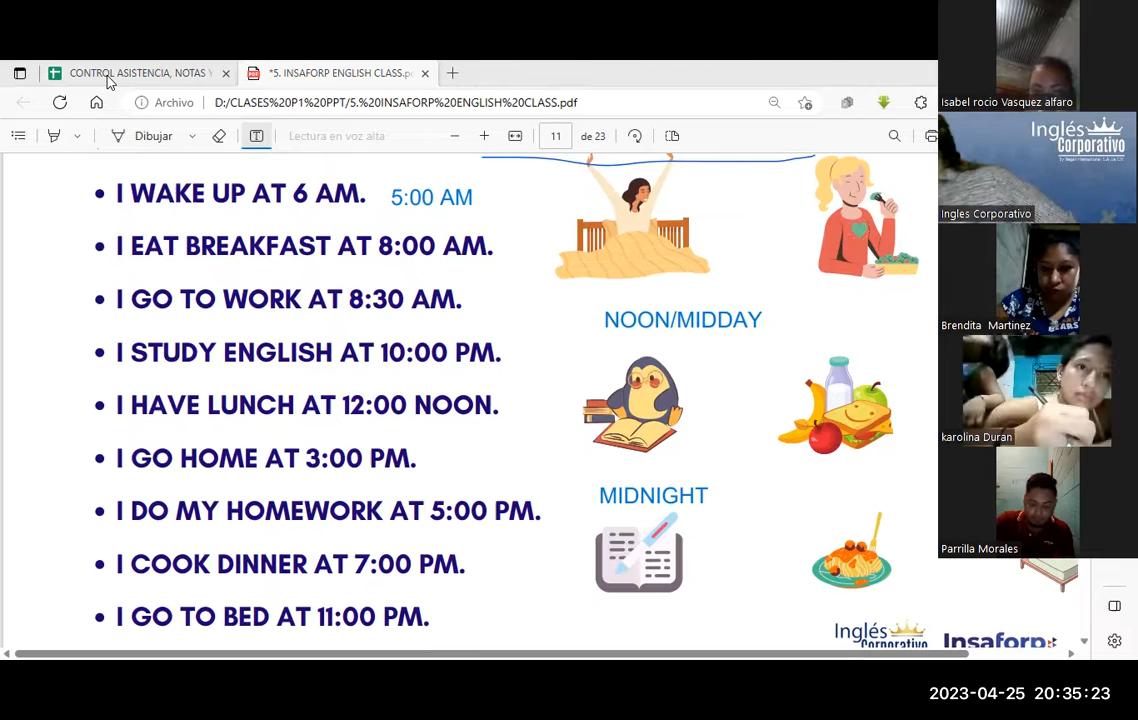 CONTROL ASISTENCIA, NOTAS Y
*5. INSAFORP ENGLISH CLASS.p
Archivo
D:/CLASES%20P1%20PPT/5.%20INSAFORP%20ENGLISH%20CLASS.pdf
Dibujar
Lectura en voz alta
11
de 23
• I WAKE UP AT 6 AM.
5:00 AM
• I EAT BREAKFAST AT 8:00 AM.
• I GO TO WORK AT 8:30 AM.
NOON/MIDDAY
• I STUDY ENGLISH AT 10:00 PM.
• I HAVE LUNCH AT 12:00 NOON.
• I GO HOME AT 3:00 PM.
MIDNIGHT
• I DO MY HOMEWORK AT 5:00 PM.
• I COOK DINNER AT 7:00 PM.
• I GO TO BED AT 11:00 PM.
Inglés
Corporativo
Insaforp
Isabel rocio Vasquez alfaro
Inglés
Corporativo
Ingles Corporativo
Brendita Martinez
karolina Duran
Parrilla Morales
2023-04-25 20:35:23